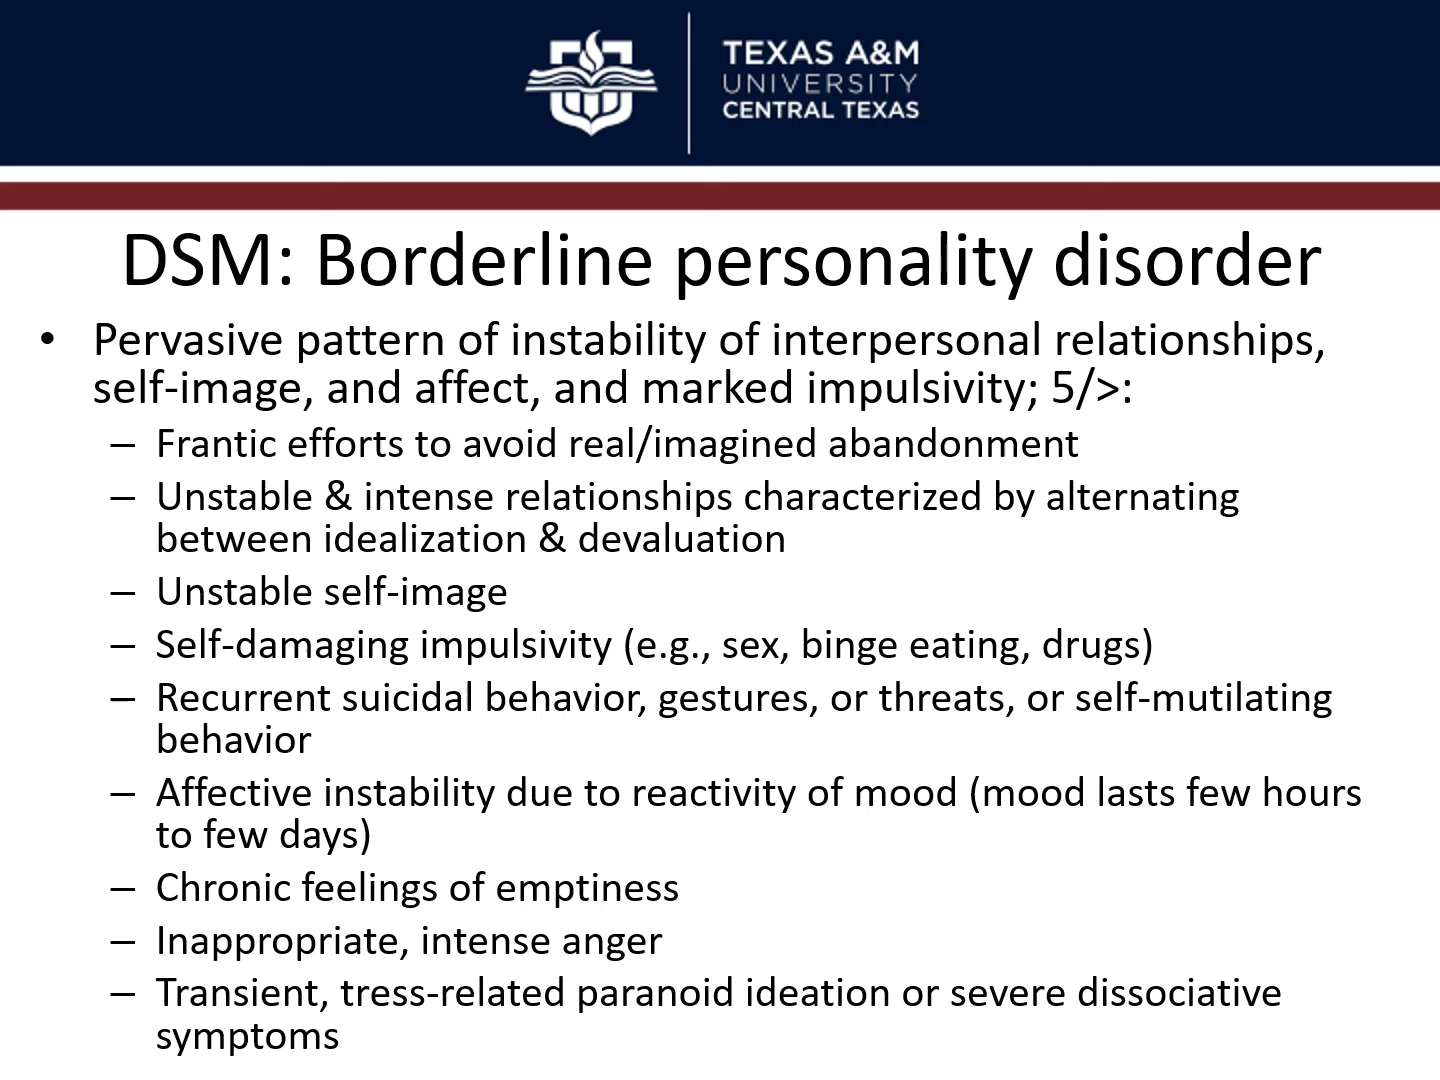 TEXAS A&M
UNIVERSITY
CENTRAL TEXAS
DSM: Borderline personality disorder
• Pervasive pattern of instability of interpersonal relationships,
self-image, and affect, and marked impulsivity; 5/>:
– Frantic efforts to avoid real/imagined abandonment
– Unstable & intense relationships characterized by alternating
between idealization & devaluation
– Unstable self-image
– Self-damaging impulsivity (e.g., sex, binge eating, drugs)
– Recurrent suicidal behavior, gestures, or threats, or self-mutilating
behavior
– Affective instability due to reactivity of mood (mood lasts few hours
to few days)
– Chronic feelings of emptiness
– Inappropriate, intense anger
– Transient, tress-related paranoid ideation or severe dissociative
symptoms